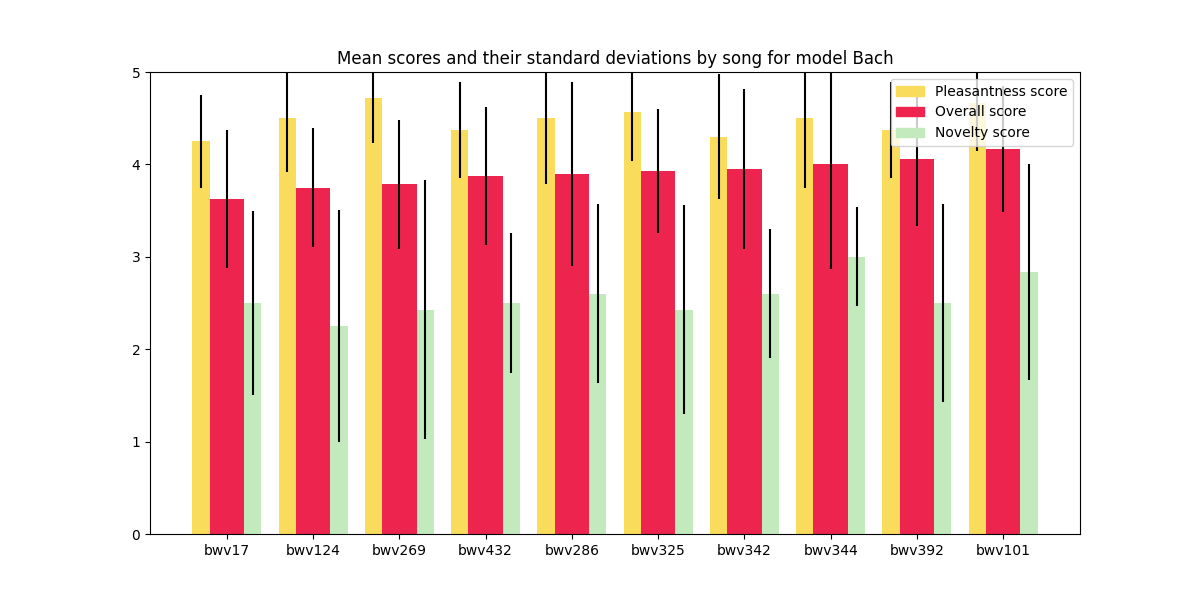 Mean scores and their standard deviations by song for model Bach
5
4
3
2
1
0
Pleasantness score
Overall score
Novelty score
bwv17 bwv124 bwv269 bwv432 bwv286 bwv325 bwv342 bwv344 bwv392 bwv101